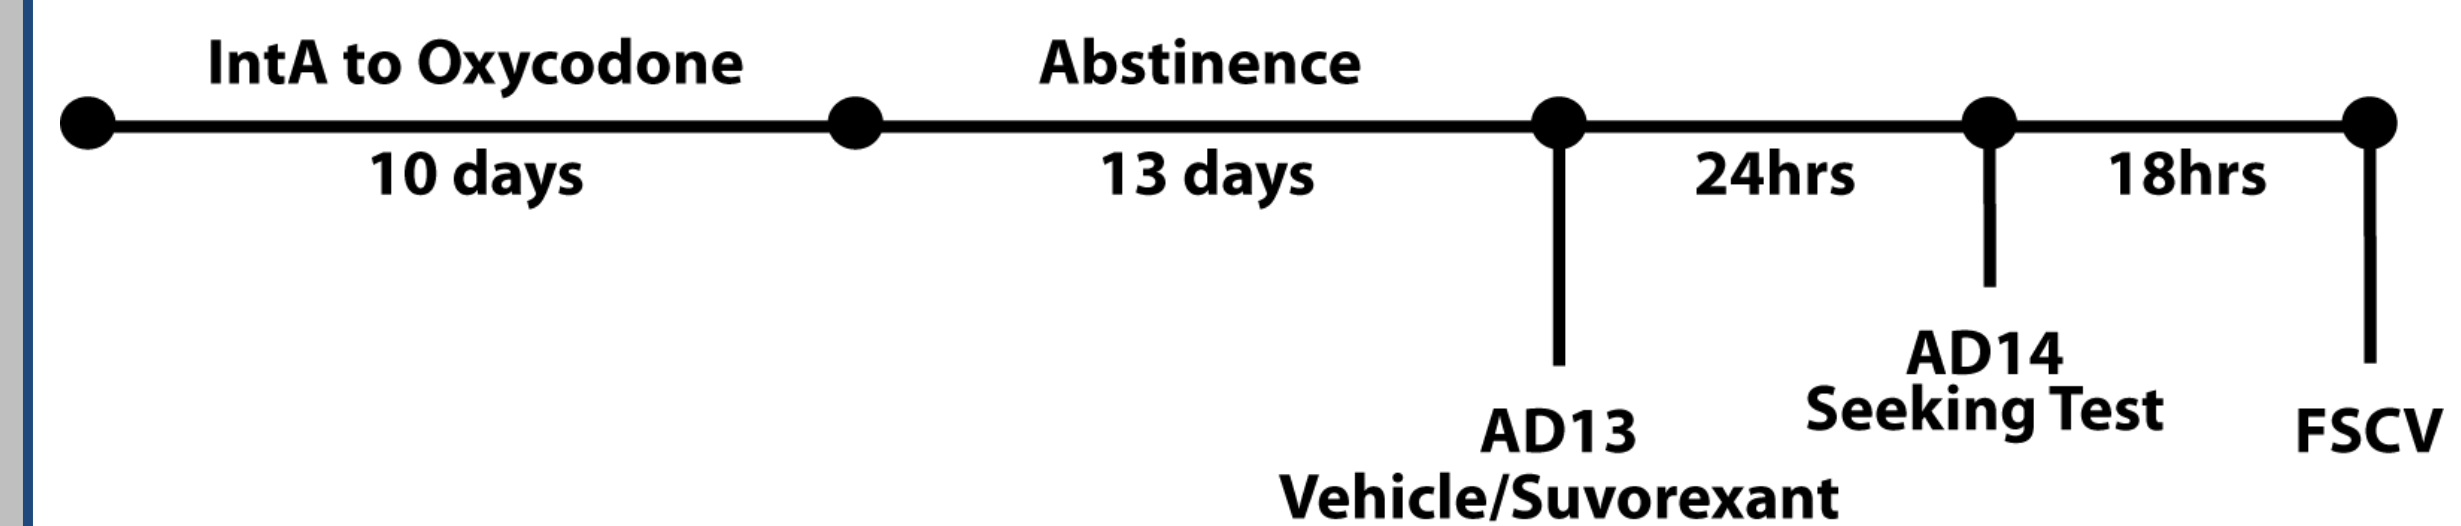 IntA to Oxycodone
Abstinence
10 days
13 days
24hrs
18hrs
AD14
Seeking Test
AD13
Vehicle/Suvorexant
FSCV